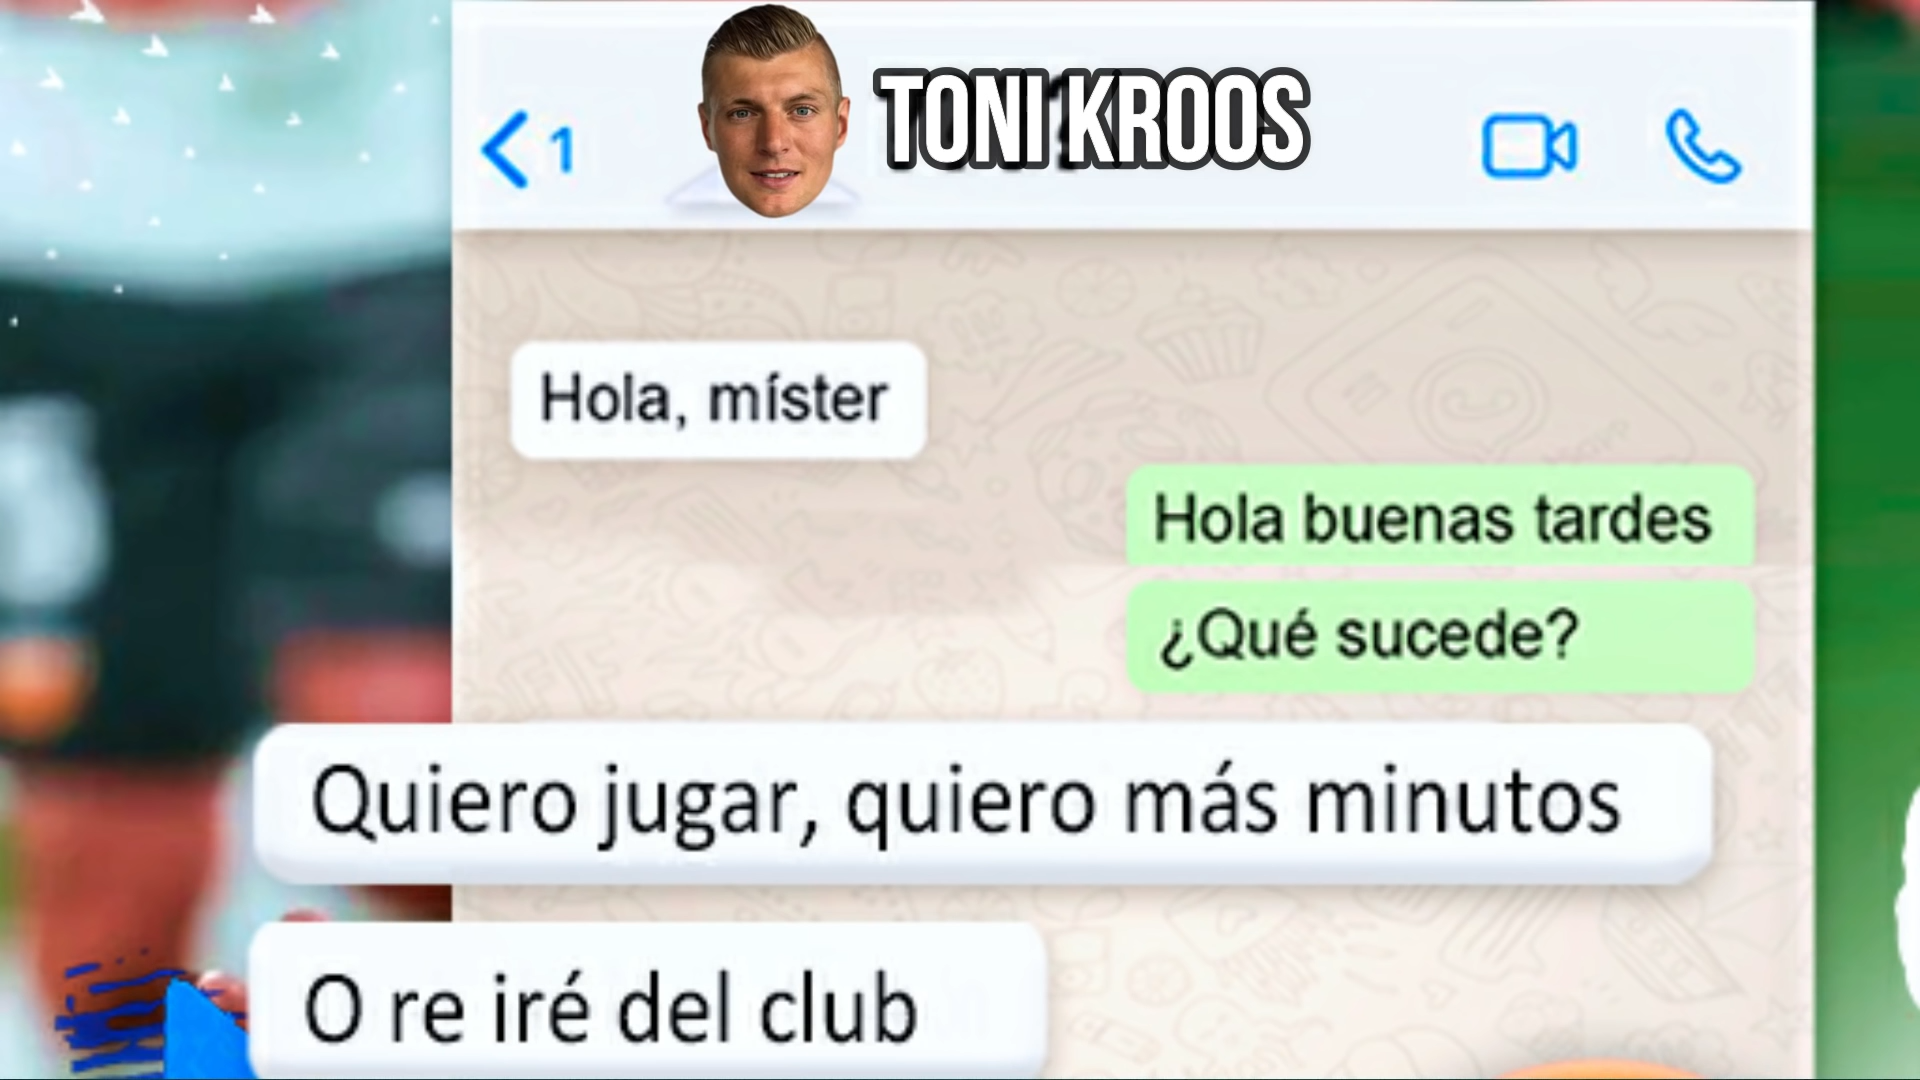 1
TONI KROOS
Hola, míster
Hola buenas tardes
¿Qué sucede?
Quiero jugar, quiero más minutos
O re iré del club